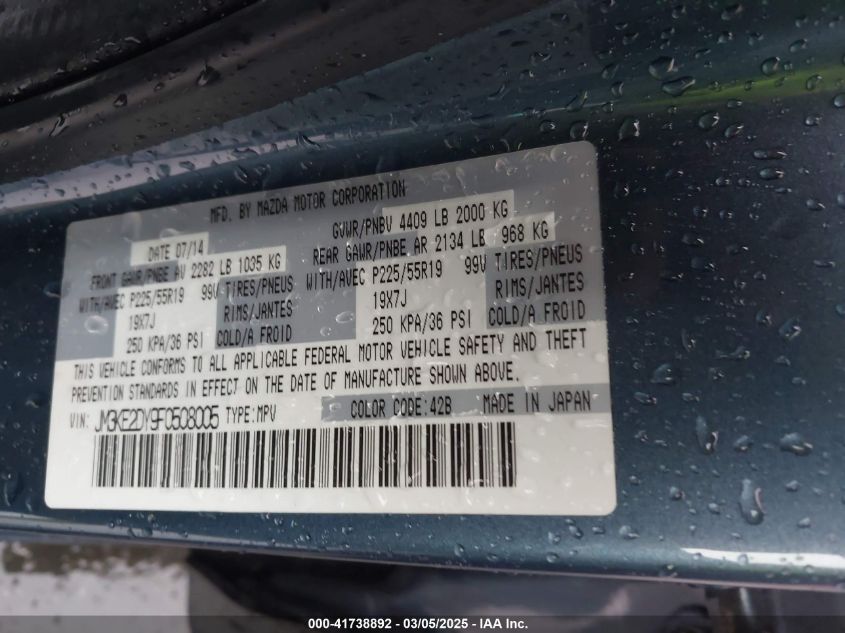 MFD. BY MAZDA MOTOR CORPORATION
DATE 07/14 GVWR/PNBV 4409 LB 2000 KG
FRONT GAWR/PNBE AV 2282 LB 1035 KG REAR GAWR/PNBE AR 2134 LB 968 KG
WITH/AVEC P225/55R19 99V TIRES/PNEUS WITH/AVEC P225/55R19 99V TIRES/PNEUS
19X7J RIMS/JANTES 19X7J RIMS/JANTES
250 KPA/36 PSI COLD/A FROID 250 KPA/36 PSI COLD/A FROID
THIS VEHICLE CONFORMS TO ALL APPLICABLE FEDERAL MOTOR VEHICLE SAFETY AND THEFT
PREVENTION STANDARDS IN EFFECT ON THE DATE OF MANUFACTURE SHOWN ABOVE.
VIN: JM3KE2DY9F0508005 TYPE:MPV COLOR CODE:42B MADE IN JAPAN
000-41738892 — 03/05/2025 — IAA Inc.